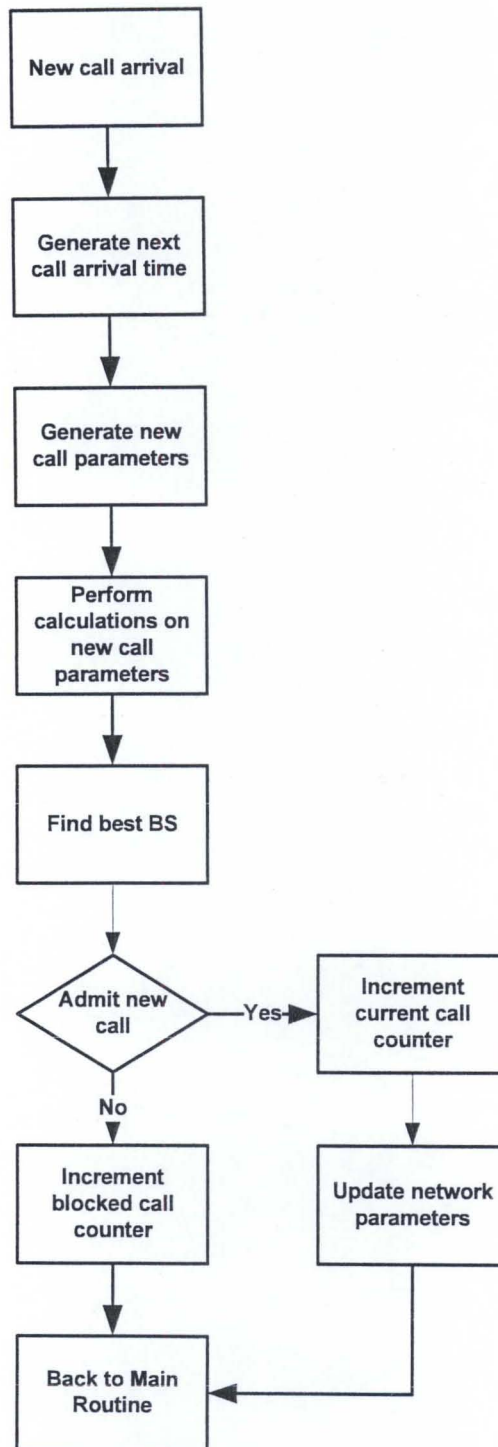 New call arrival
Generate next
call arrival time
Generate new
call parameters
Perform
calculations on
new call
parameters
Find best BS
Admit new
call
Yes
Increment
current call
counter
No
Increment
blocked call
counter
Update network
parameters
Back to Main
Routine